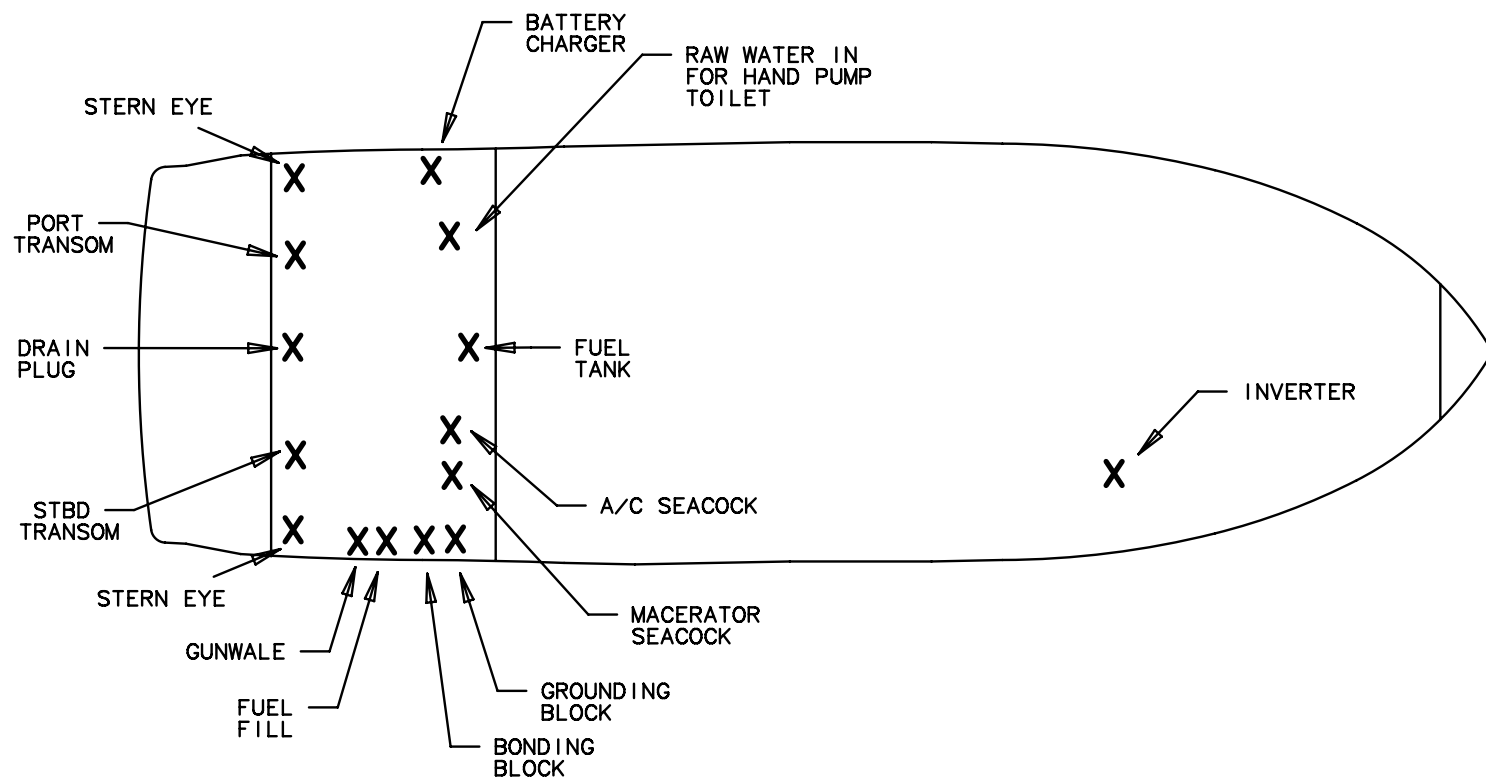 BATTERY
CHARGER
RAW WATER IN
FOR HAND PUMP
TOILET
STERN EYE
PORT
TRANSOM
DRAIN
PLUG
FUEL
TANK
INVERTER
STBD
TRANSOM
A/C SEACOCK
STERN EYE
MACERATOR
SEACOCK
GUNWALE
GROUNDING
BLOCK
FUEL
FILL
BONDING
BLOCK